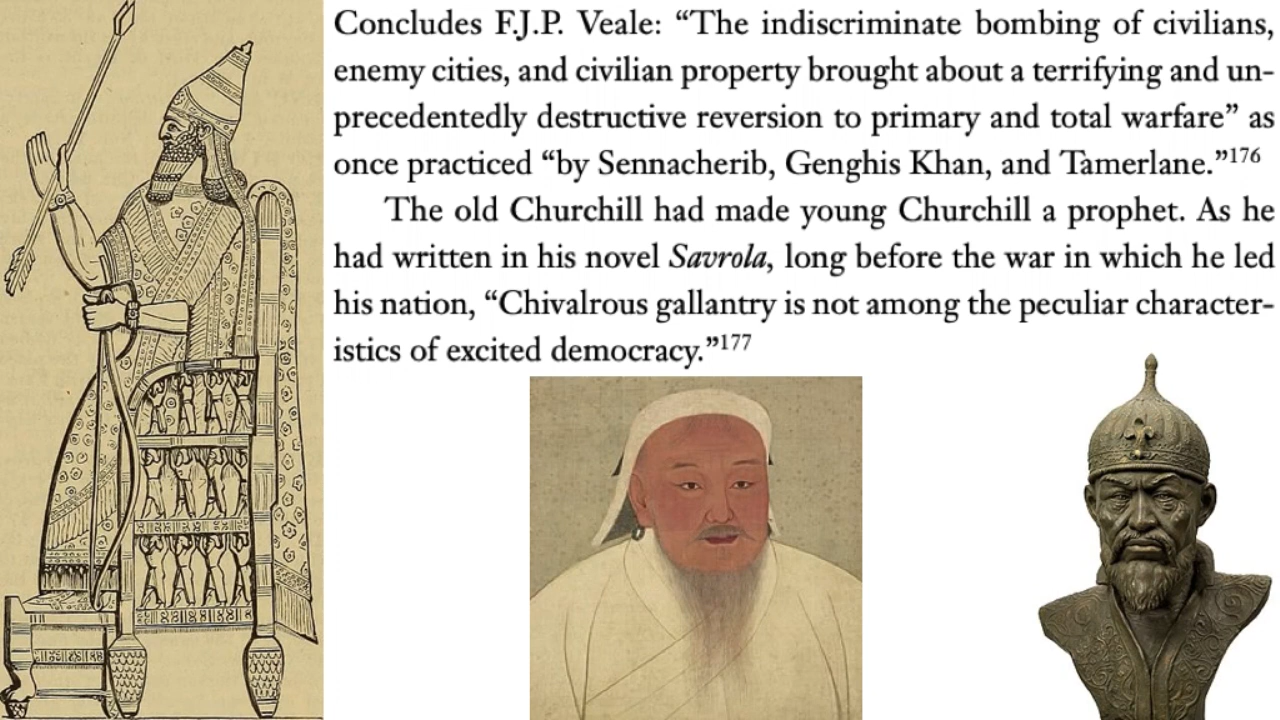 Concludes F.J.P. Veale: “The indiscriminate bombing of civilians,
enemy cities, and civilian property brought about a terrifying and un-
precedentedly destructive reversion to primary and total warfare” as
once practiced “by Sennacherib, Genghis Khan, and Tamerlane.”176
The old Churchill had made young Churchill a prophet. As he
had written in his novel Savrola, long before the war in which he led
his nation, “Chivalrous gallantry is not among the peculiar character-
istics of excited democracy.”177